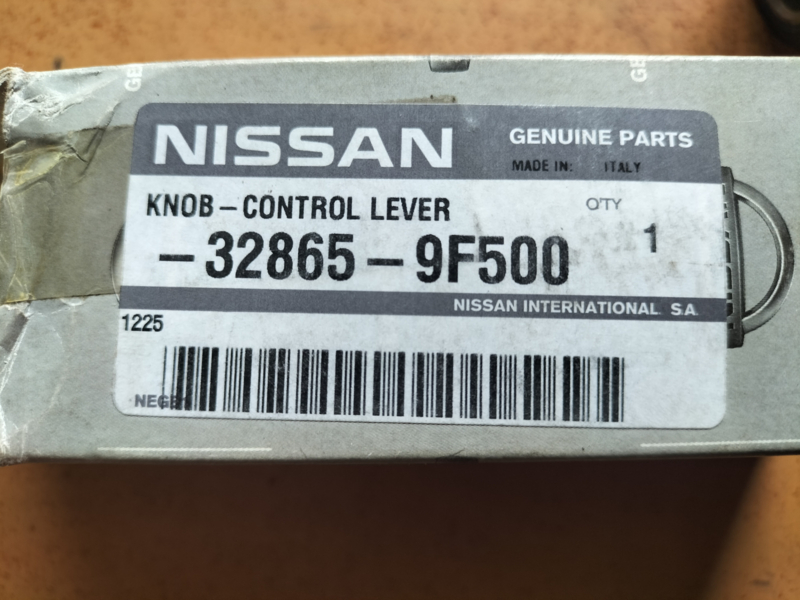 NISSAN
GENUINE PARTS
MADE IN: ITALY
KNOB-CONTROL LEVER
Q'TY
1
-32865-9F500
NISSAN INTERNATIONAL S.A.
1225